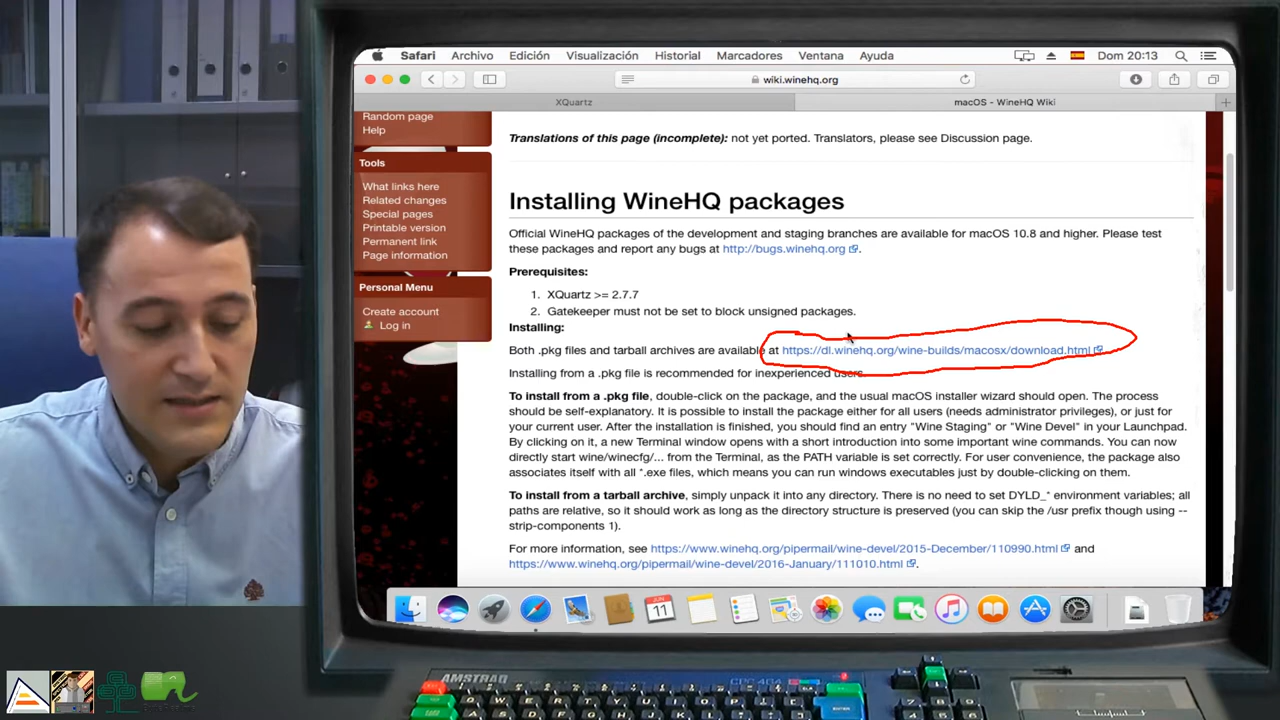 Safari Archivo Edición Visualización Historial Marcadores Ventana Ayuda Dom 20:13
wiki.winehq.org
XQuartz macOS - WineHQ Wiki
Random page
Help
Tools
What links here
Related changes
Special pages
Printable version
Permanent link
Page information
Personal Menu
Create account
Log in
Translations of this page (incomplete): not yet ported. Translators, please see Discussion page.
Installing WineHQ packages
Official WineHQ packages of the development and staging branches are available for macOS 10.8 and higher. Please test
these packages and report any bugs at http://bugs.winehq.org.
Prerequisites:
1. XQuartz >= 2.7.7
2. Gatekeeper must not be set to block unsigned packages.
Installing:
Both .pkg files and tarball archives are available at https://dl.winehq.org/wine-builds/macosx/download.html
Installing from a .pkg file is recommended for inexperienced users.
To install from a .pkg file, double-click on the package, and the usual macOS installer wizard should open. The process
should be self-explanatory. It is possible to install the package either for all users (needs administrator privileges), or just for
your current user. After the installation is finished, you should find an entry "Wine Staging" or "Wine Devel" in your Launchpad.
By clicking on it, a new Terminal window opens with a short introduction into some important wine commands. You can now
directly start wine/winecfg/... from the Terminal, as the PATH variable is set correctly. For user convenience, the package also
associates itself with all *.exe files, which means you can run windows executables just by double-clicking on them.
To install from a tarball archive, simply unpack it into any directory. There is no need to set DYLD_* environment variables; all
paths are relative, so it should work as long as the directory structure is preserved (you can skip the /usr prefix though using --
strip-components 1).
For more information, see https://www.winehq.org/pipermail/wine-devel/2015-December/110990.html and
https://www.winehq.org/pipermail/wine-devel/2016-January/111010.html.
JUN
11
AMSTRAD